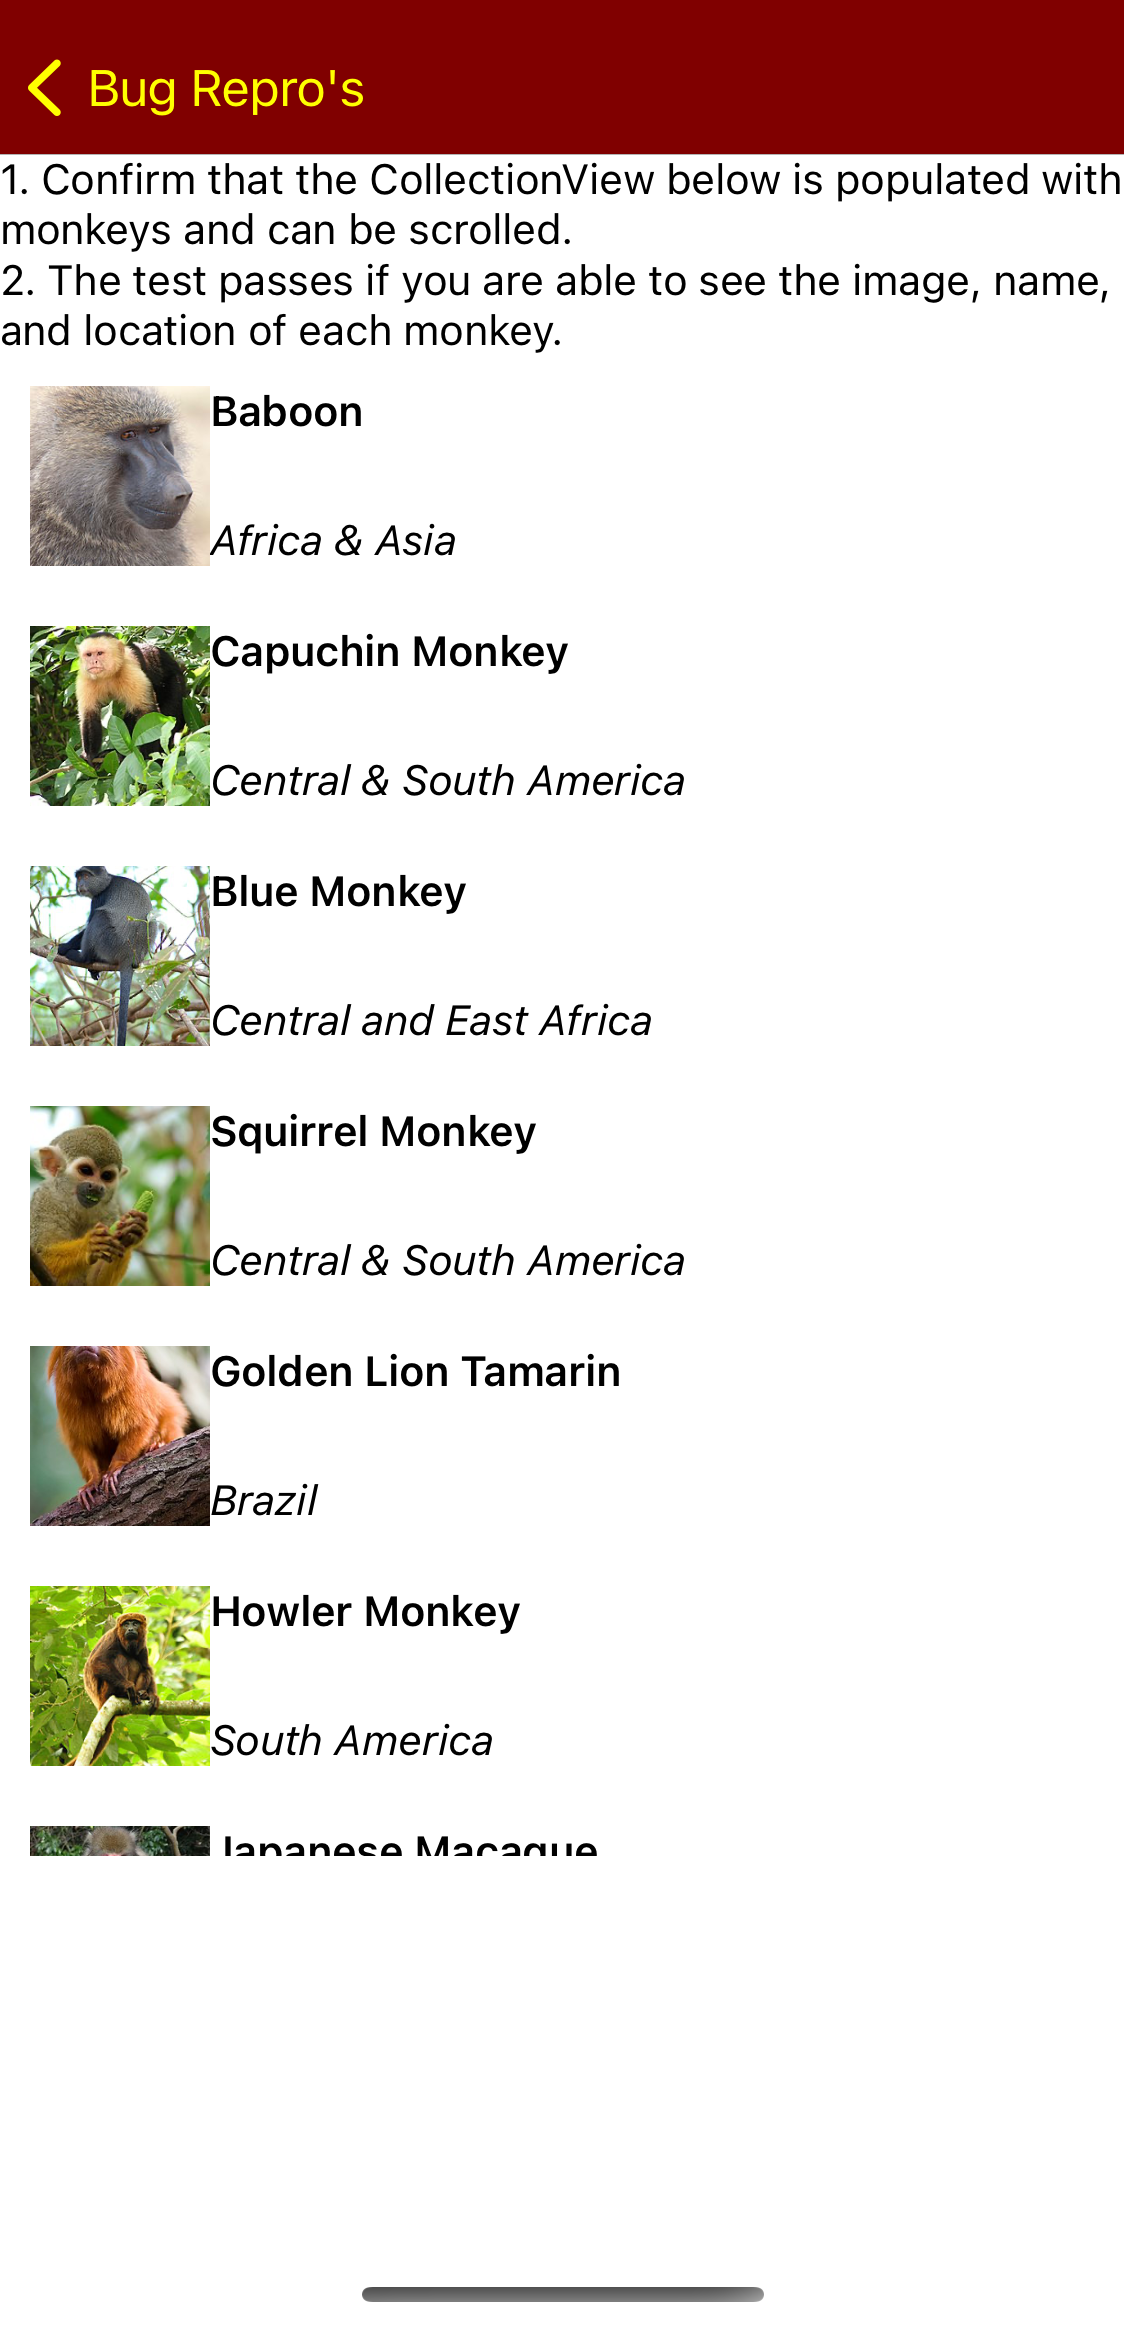 Bug Repro's
1. Confirm that the CollectionView below is populated with
monkeys and can be scrolled.
2. The test passes if you are able to see the image, name,
and location of each monkey.
Baboon
Africa & Asia
Capuchin Monkey
Central & South America
Blue Monkey
Central and East Africa
Squirrel Monkey
Central & South America
Golden Lion Tamarin
Brazil
Howler Monkey
South America
Japanese Macaque